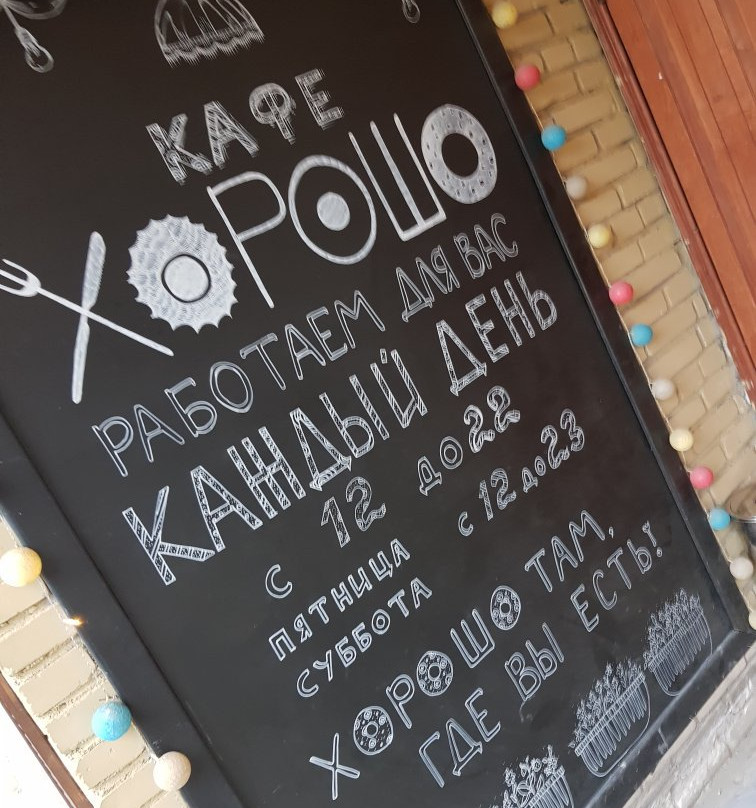 КАФЕ
ХОРОШО
РАБОТАЕМ ДЛЯ ВАС
КАЖДЫЙ ДЕНЬ
С 12 ДО 22
ПЯТНИЦА
СУББОТА
С 12 ДО 23
ХОРОШО ТАМ,
ГДЕ ВЫ ЕСТЬ!